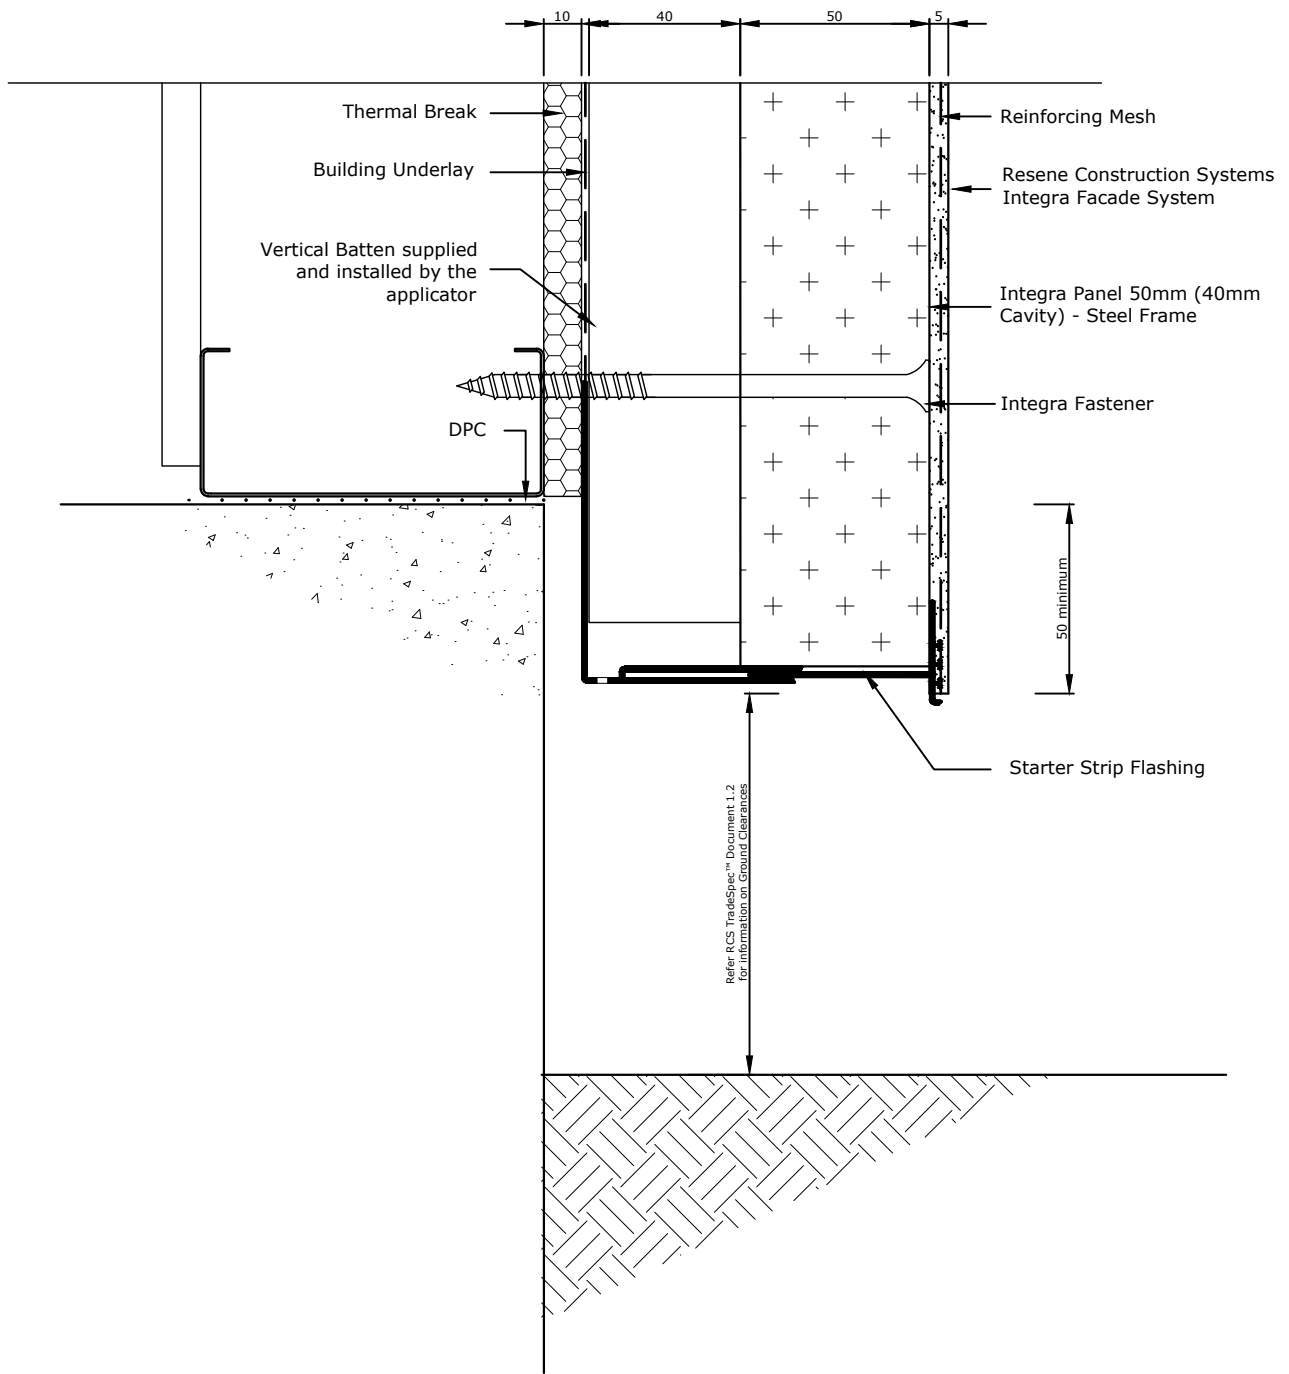 10
40
50
5
Thermal Break
Building Underlay
Vertical Batten supplied
and installed by the
applicator
DPC
Reinforcing Mesh
Resene Construction Systems
Integra Facade System
Integra Panel 50mm (40mm
Cavity) - Steel Frame
Integra Fastener
50 minimum
Starter Strip Flashing
Refer RCS TradeSpec™ Document 1.2
for information on Ground Clearances